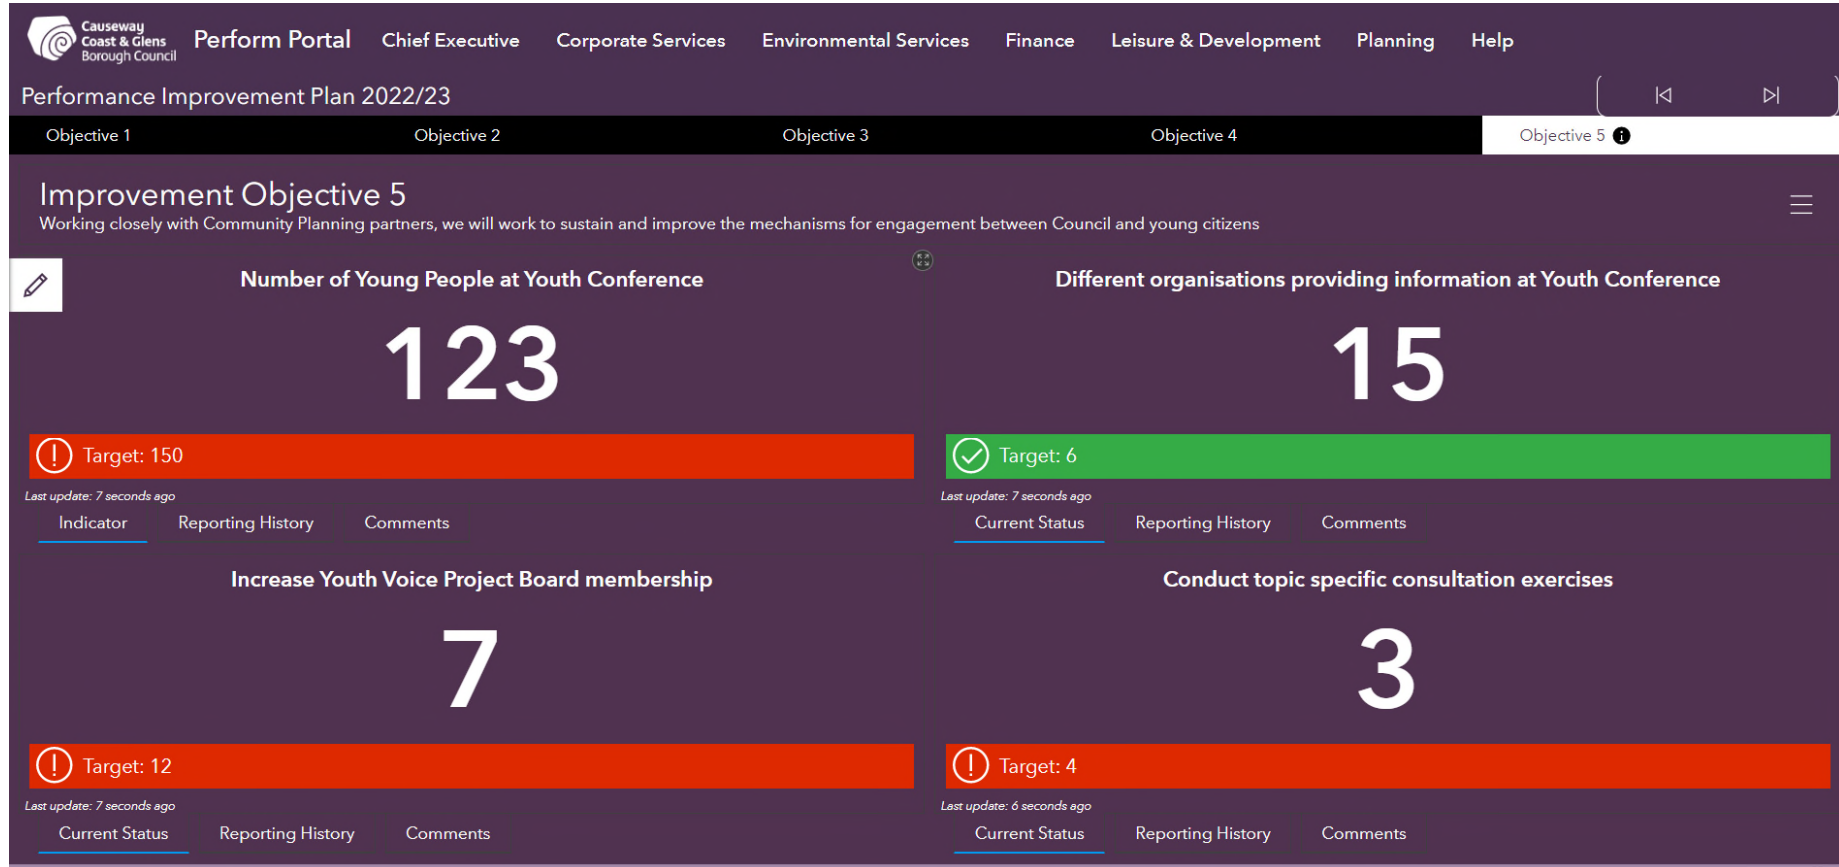 Causeway
Coast & Glens
Borough Council
Perform Portal Chief Executive Corporate Services Environmental Services Finance Leisure & Development Planning Help
Performance Improvement Plan 2022/23
Objective 1 Objective 2 Objective 3 Objective 4 Objective 5
Improvement Objective 5
Working closely with Community Planning partners, we will work to sustain and improve the mechanisms for engagement between Council and young citizens
Number of Young People at Youth Conference
123
Target: 150
Last update: 7 seconds ago
Indicator Reporting History Comments
Different organisations providing information at Youth Conference
15
Target: 6
Last update: 7 seconds ago
Current Status Reporting History Comments
Increase Youth Voice Project Board membership
7
Target: 12
Last update: 7 seconds ago
Current Status Reporting History Comments
Conduct topic specific consultation exercises
3
Target: 4
Last update: 6 seconds ago
Current Status Reporting History Comments